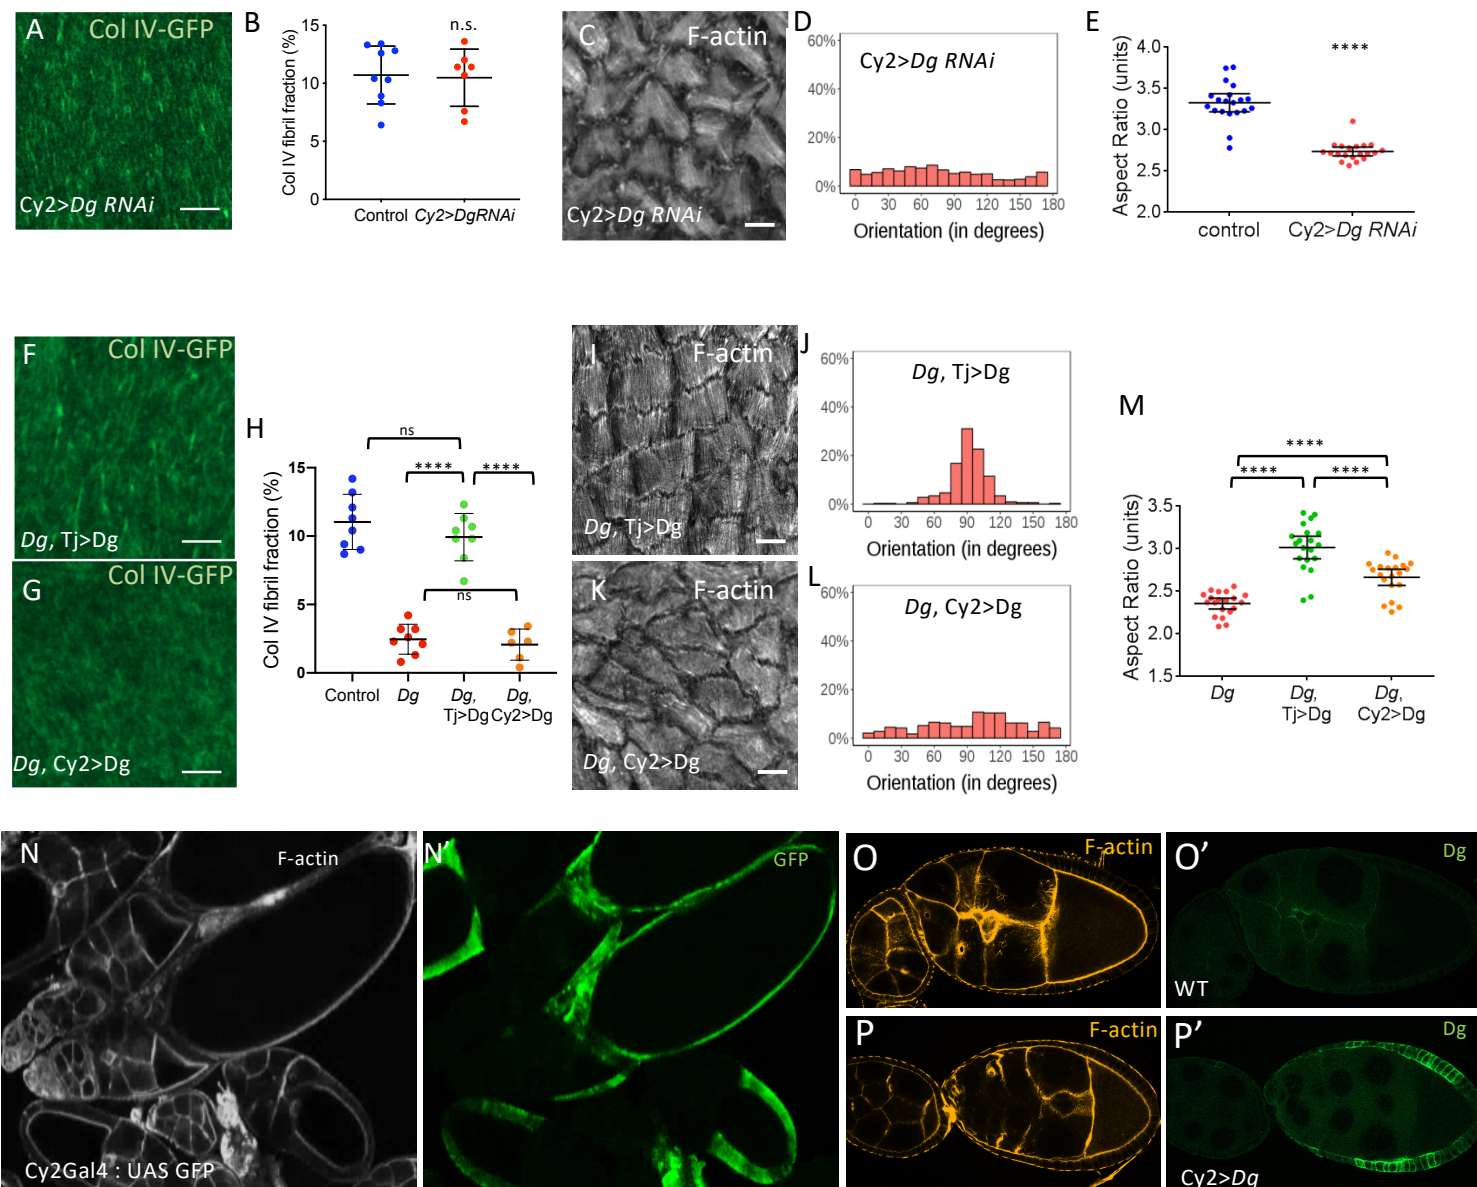 A
Col IV-GFP
Cy2>Dg RNAi
B
n.s.
15
10
5
0
Col IV fibril fraction (%)
Control
Cy2>DgRNAi
C
F-actin
Cy2>Dg RNAi
D
60%
40%
20%
0%
Cy2>Dg RNAi
0 30 60 90 120 150 180
Orientation (in degrees)
E
****
4.0
3.5
3.0
2.5
2.0
Aspect Ratio (units)
control
Cy2>Dg RNAi
F
Col IV-GFP
Dg, Tj>Dg
G
Col IV-GFP
Dg, Cy2>Dg
H
ns
**** ****
ns
15
10
5
0
Col IV fibril fraction (%)
Control
Dg
Dg,
Tj>Dg
Dg,
Cy2>Dg
I
F-actin
Dg, Tj>Dg
J
60%
40%
20%
0%
Dg, Tj>Dg
0 30 60 90 120 150 180
Orientation (in degrees)
K
F-actin
Dg, Cy2>Dg
L
60%
40%
20%
0%
Dg, Cy2>Dg
0 30 60 90 120 150 180
Orientation (in degrees)
M
****
**** ****
3.5
3.0
2.5
2.0
1.5
Aspect Ratio (units)
Dg
Dg,
Tj>Dg
Dg,
Cy2>Dg
N
F-actin
Cy2Gal4 : UAS GFP
N’
GFP
O
F-actin
O’
Dg
WT
P
F-actin
P’
Dg
Cy2>Dg